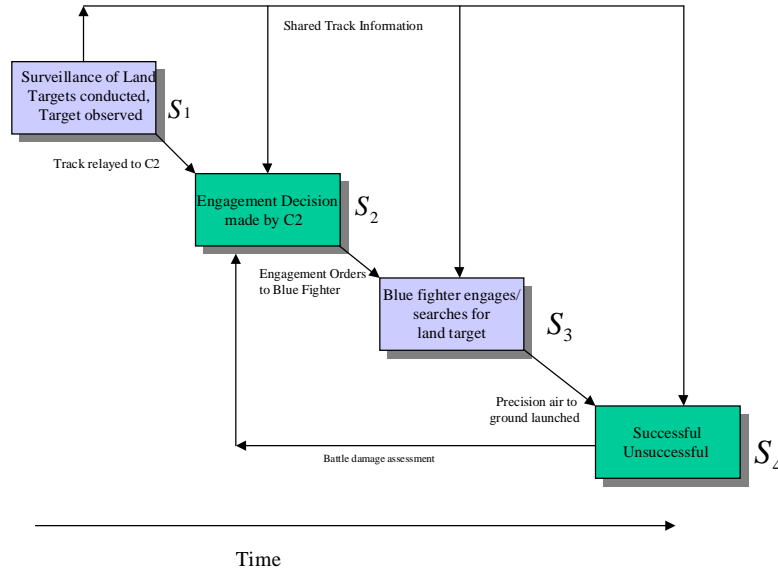 Shared Track Information
Surveillance of Land
Targets conducted,
Target observed
S1
Track relayed to C2
Engagement Decision
made by C2
S2
Engagement Orders
to Blue Fighter
Blue fighter engages/
searches for
land target
S3
Precision air to
ground launched
Successful
Unsuccessful
S4
Battle damage assessment
Time